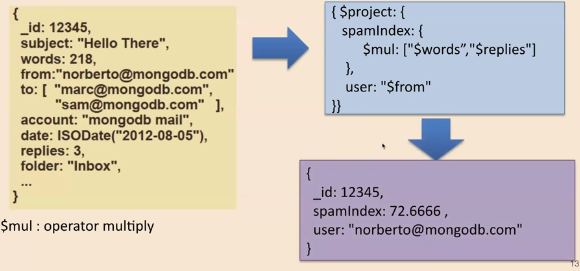 {
_id: 12345,
subject: "Hello There",
words: 218,
from:"norberto@mongodb.com"
to: [ "marc@mongodb.com",
"sam@mongodb.com" ],
account: "mongodb mail",
date: ISODate("2012-08-05"),
replies: 3,
folder: "Inbox",
...
}
$mul : operator multiply
{ $project: {
spamIndex: {
$mul: ["$words”,"$replies"]
},
user: "$from"
}}
{
_id: 12345,
spamIndex: 72.6666 ,
user: "norberto@mongodb.com"
}
13